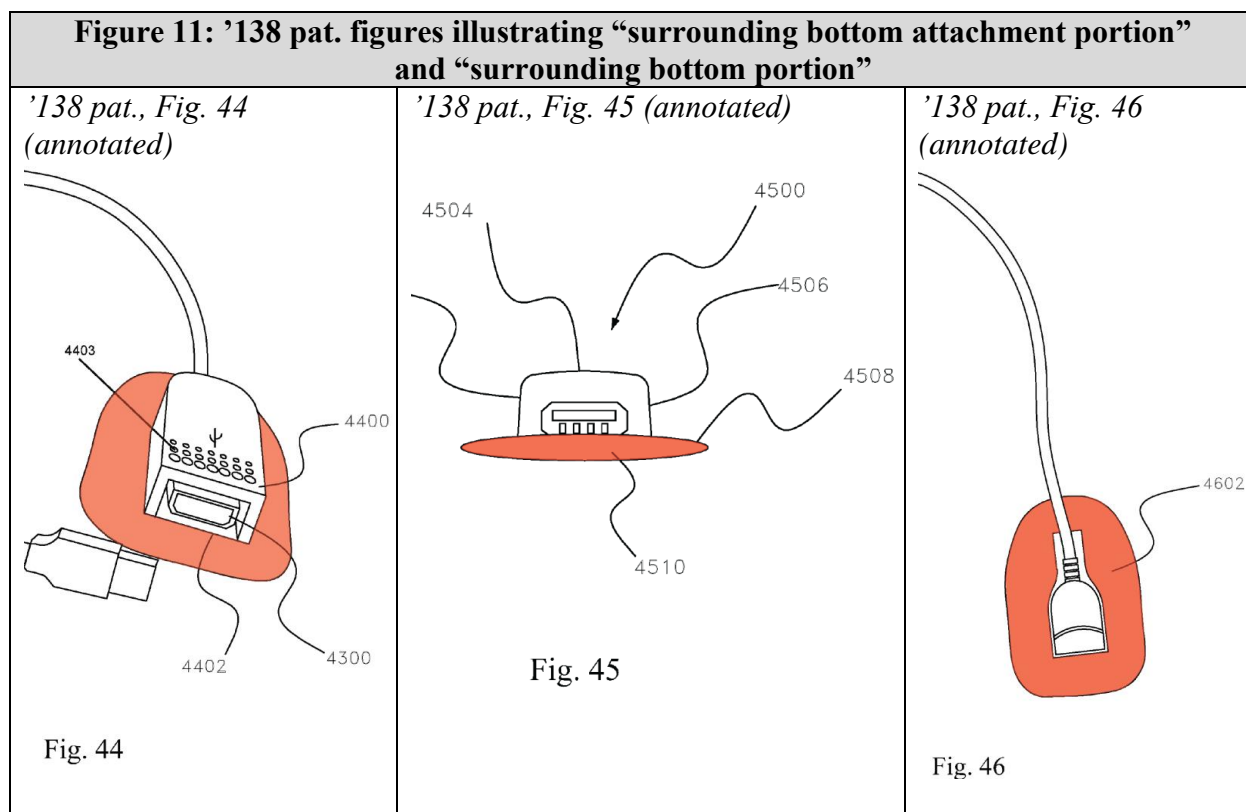 Figure 11: ’138 pat. figures illustrating “surrounding bottom attachment portion”
and “surrounding bottom portion”
’138 pat., Fig. 44
(annotated)
4403
4400
4402
4300
Fig. 44
’138 pat., Fig. 45 (annotated)
4504
4500
4506
4508
4510
Fig. 45
’138 pat., Fig. 46
(annotated)
4602
Fig. 46